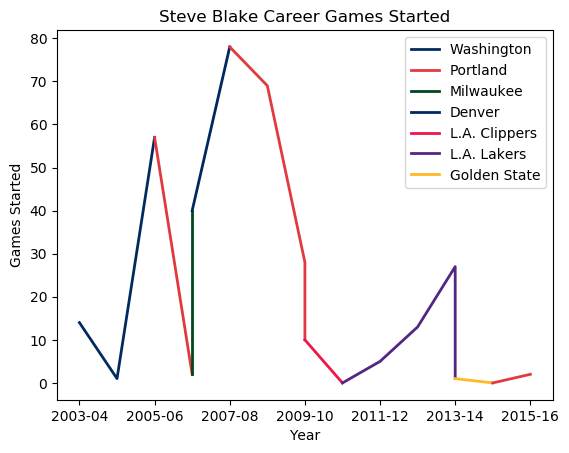 Steve Blake Career Games Started
Games Started
80
70
60
50
40
30
20
10
0
Washington
Portland
Milwaukee
Denver
L.A. Clippers
L.A. Lakers
Golden State
2003-04 2005-06 2007-08 2009-10 2011-12 2013-14 2015-16
Year